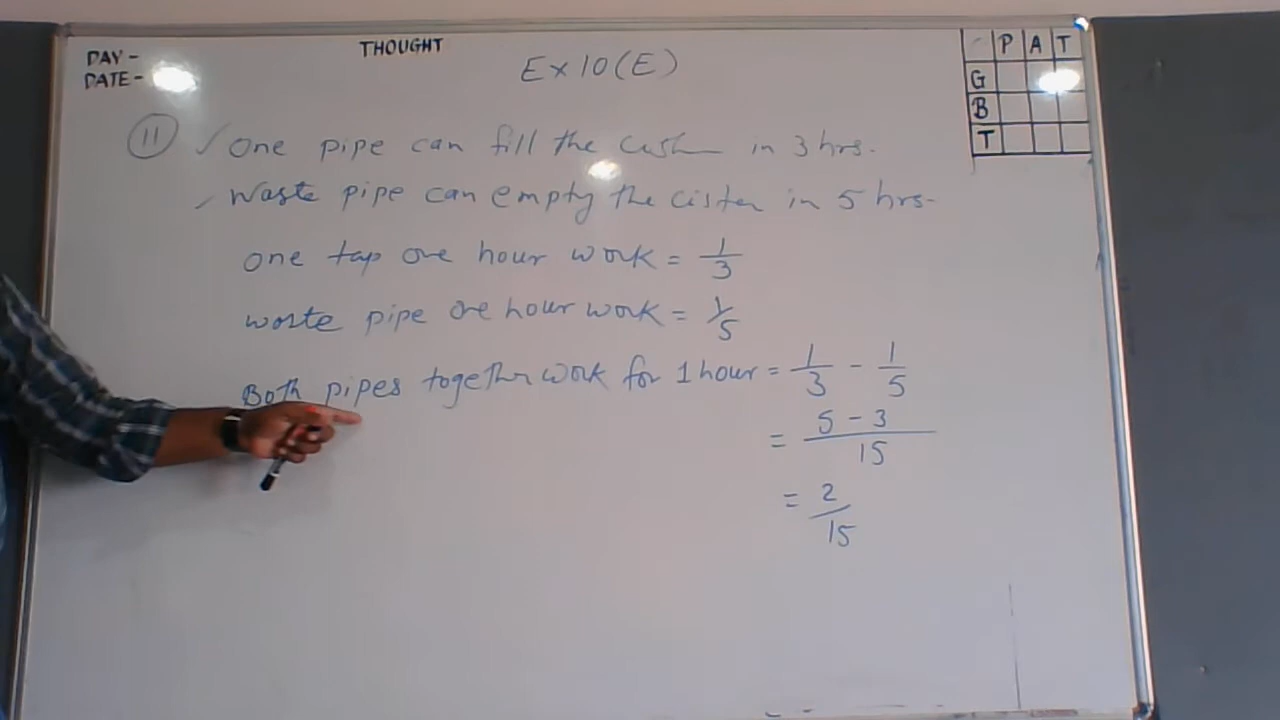 DAY -
DATE -
THOUGHT
Ex 10 (E)
P A T
G
B
T
11 One pipe can fill the in 3 hrs.
Waste pipe can empty the cistern in 5 hrs.
one tap one hour work = 1/3
waste pipe one hour work = 1/5
Both pipes together work for 1 hour = 1/3 - 1/5
= 5 - 3 / 15
= 2/15